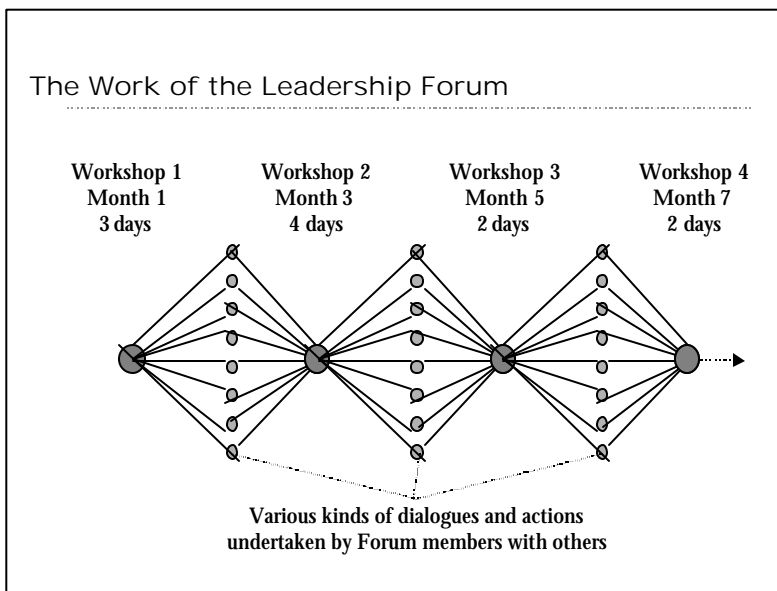 The Work of the Leadership Forum
Workshop 1
Month 1
3 days
Workshop 2
Month 3
4 days
Workshop 3
Month 5
2 days
Workshop 4
Month 7
2 days
Various kinds of dialogues and actions
undertaken by Forum members with others